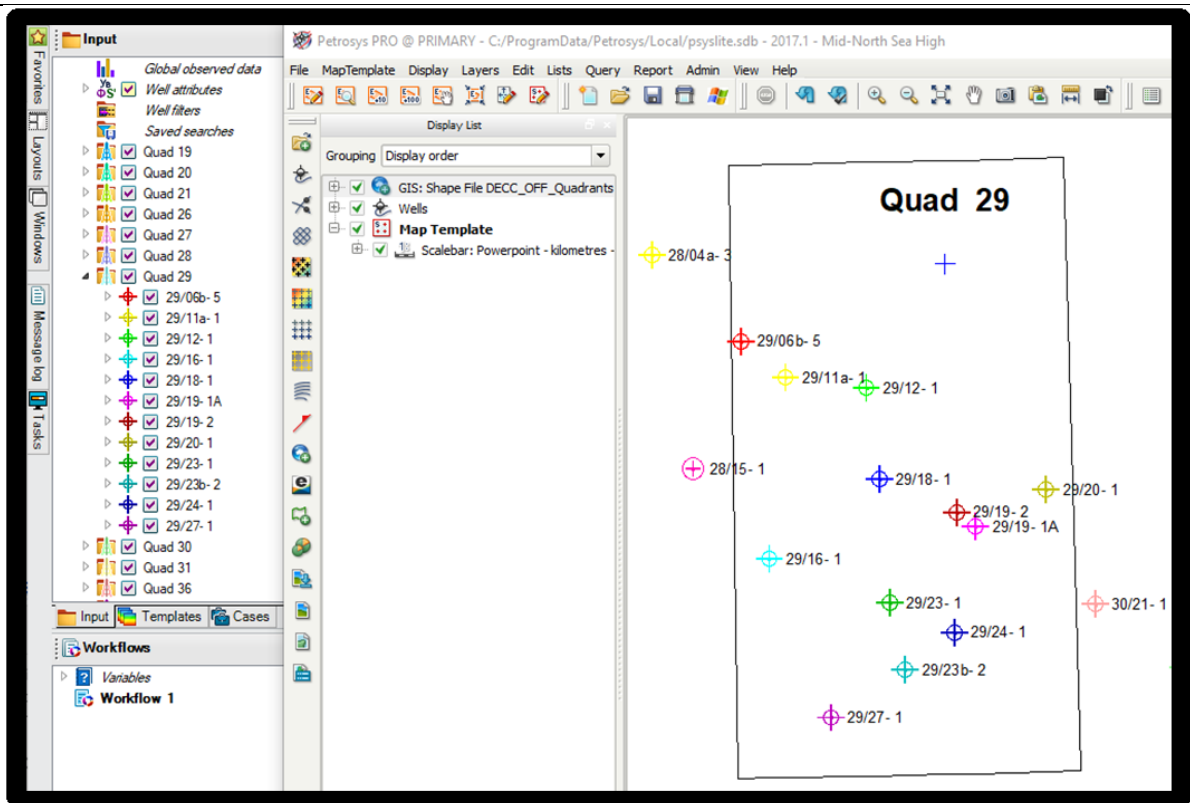 Input
Favorites
Layouts
Windows
Message log
Tasks
Global observed data
Well attributes
Well filters
Saved searches
Quad 19
Quad 20
Quad 21
Quad 26
Quad 27
Quad 28
Quad 29
29/06b- 5
29/11a- 1
29/12- 1
29/16- 1
29/18- 1
29/19- 1A
29/19- 2
29/20- 1
29/23- 1
29/23b- 2
29/24- 1
29/27- 1
Quad 30
Quad 31
Quad 36
Input Templates Cases
Workflows
Variables
Workflow 1
Petrosys PRO @ PRIMARY - C:/ProgramData/Petrosys/Local/psyslite.sdb - 2017.1 - Mid-North Sea High
File MapTemplate Display Layers Edit Lists Query Report Admin View Help
Display List
Grouping Display order
GIS: Shape File DECC_OFF_Quadrants
Wells
Map Template
Scalebar: Powerpoint - kilometres -
Quad 29
28/04a- 3
29/06b- 5
29/11a- 1
29/12- 1
28/15- 1
29/18- 1
29/20- 1
29/19- 2
29/19- 1A
29/16- 1
29/23- 1
30/21- 1
29/24- 1
29/23b- 2
29/27- 1